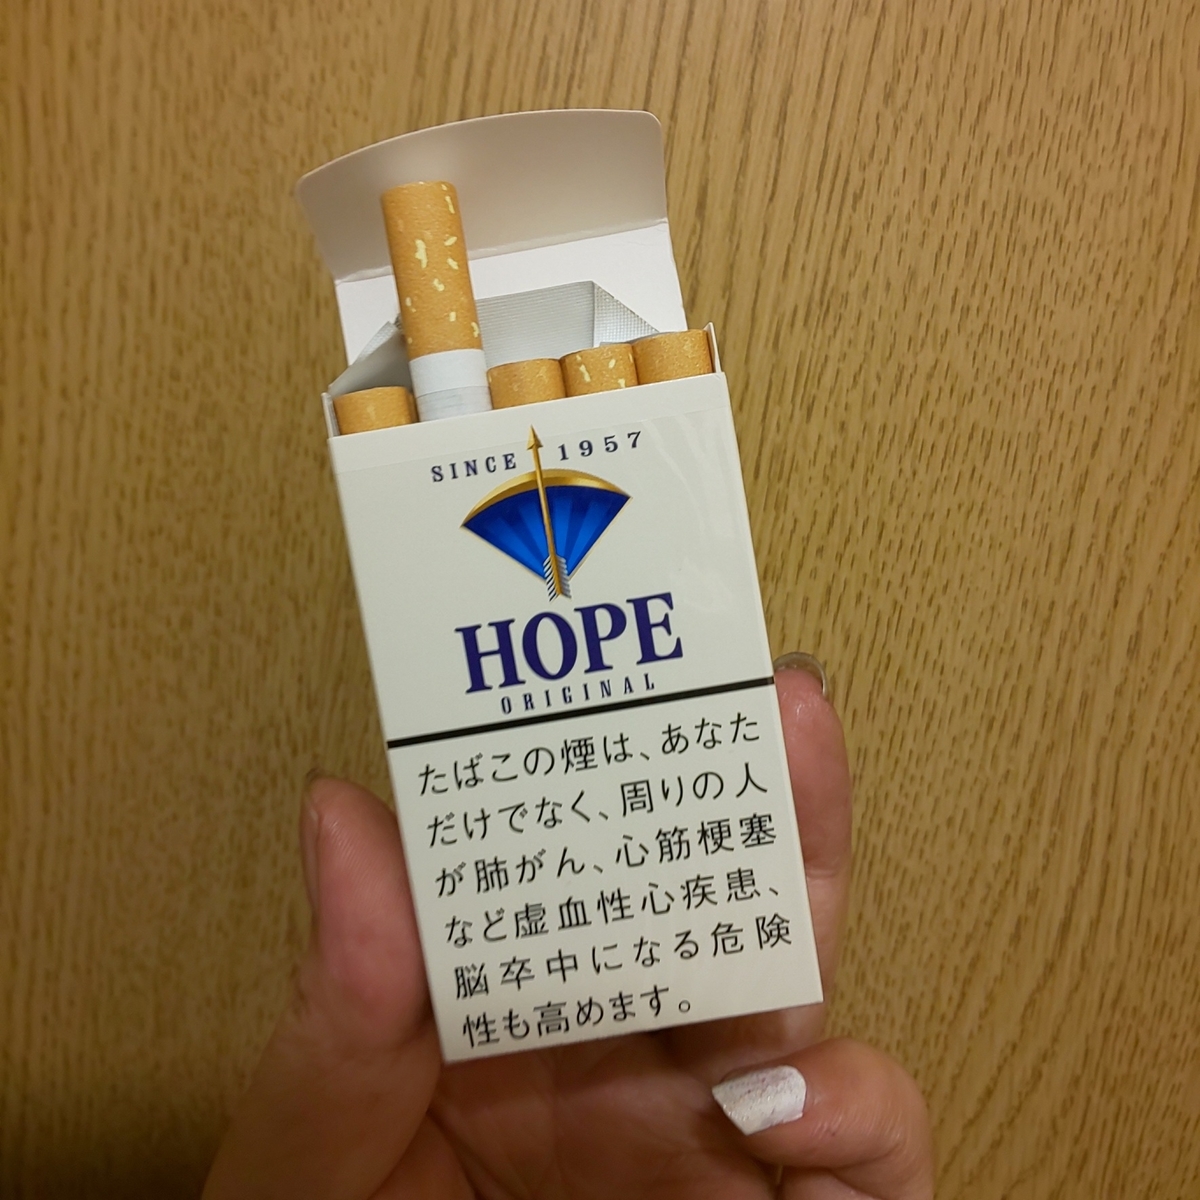 SINCE 1957
HOPE
ORIGINAL
たばこの煙は、あなた
だけでなく、周りの人
が肺がん、心筋梗塞
など虚血性心疾患、
脳卒中になる危険
性も高めます。